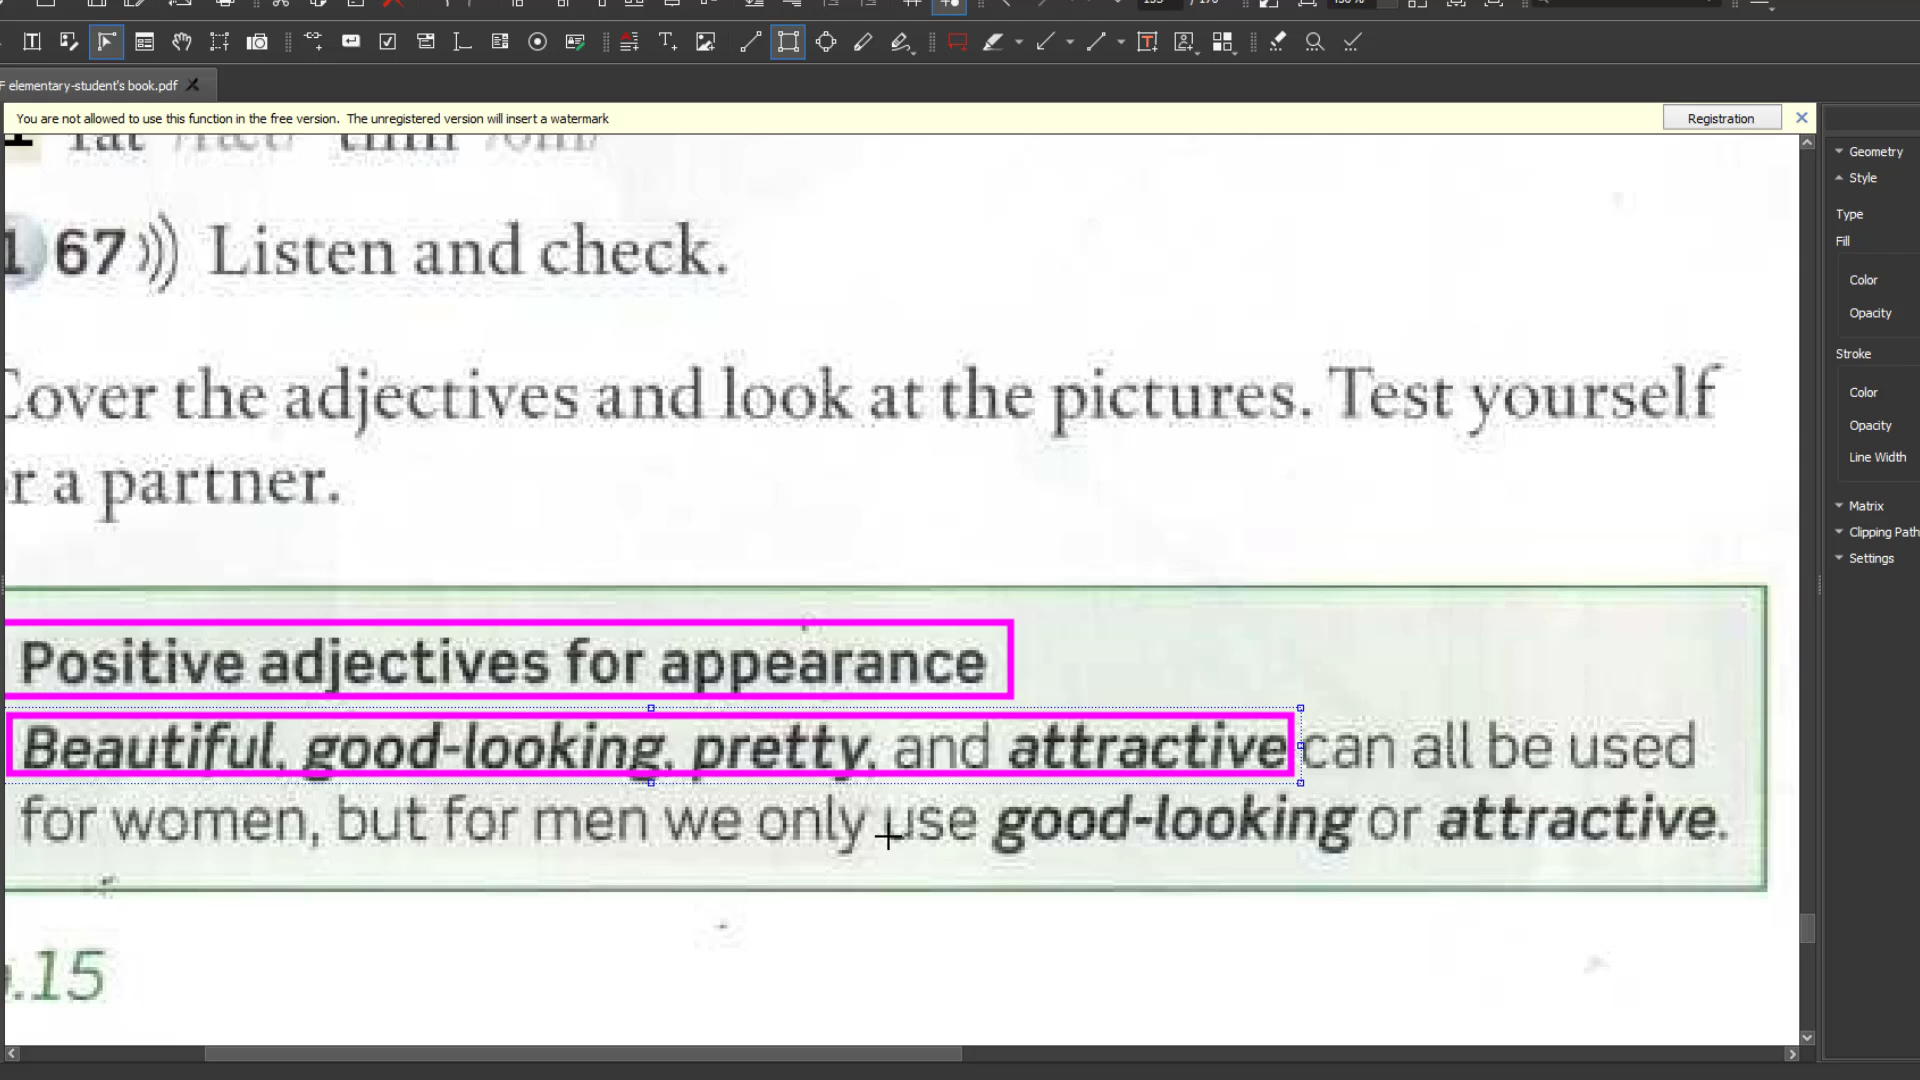 elementary-student's book.pdf
You are not allowed to use this function in the free version. The unregistered version will insert a watermark
Registration
Geometry
Style
Type
Fill
Color
Opacity
Stroke
Color
Opacity
Line Width
Matrix
Clipping Path
Settings
1 67 Listen and check.
Cover the adjectives and look at the pictures. Test yourself
r a partner.
Positive adjectives for appearance
Beautiful, good-looking, pretty, and attractive can all be used
for women, but for men we only use good-looking or attractive.
.15